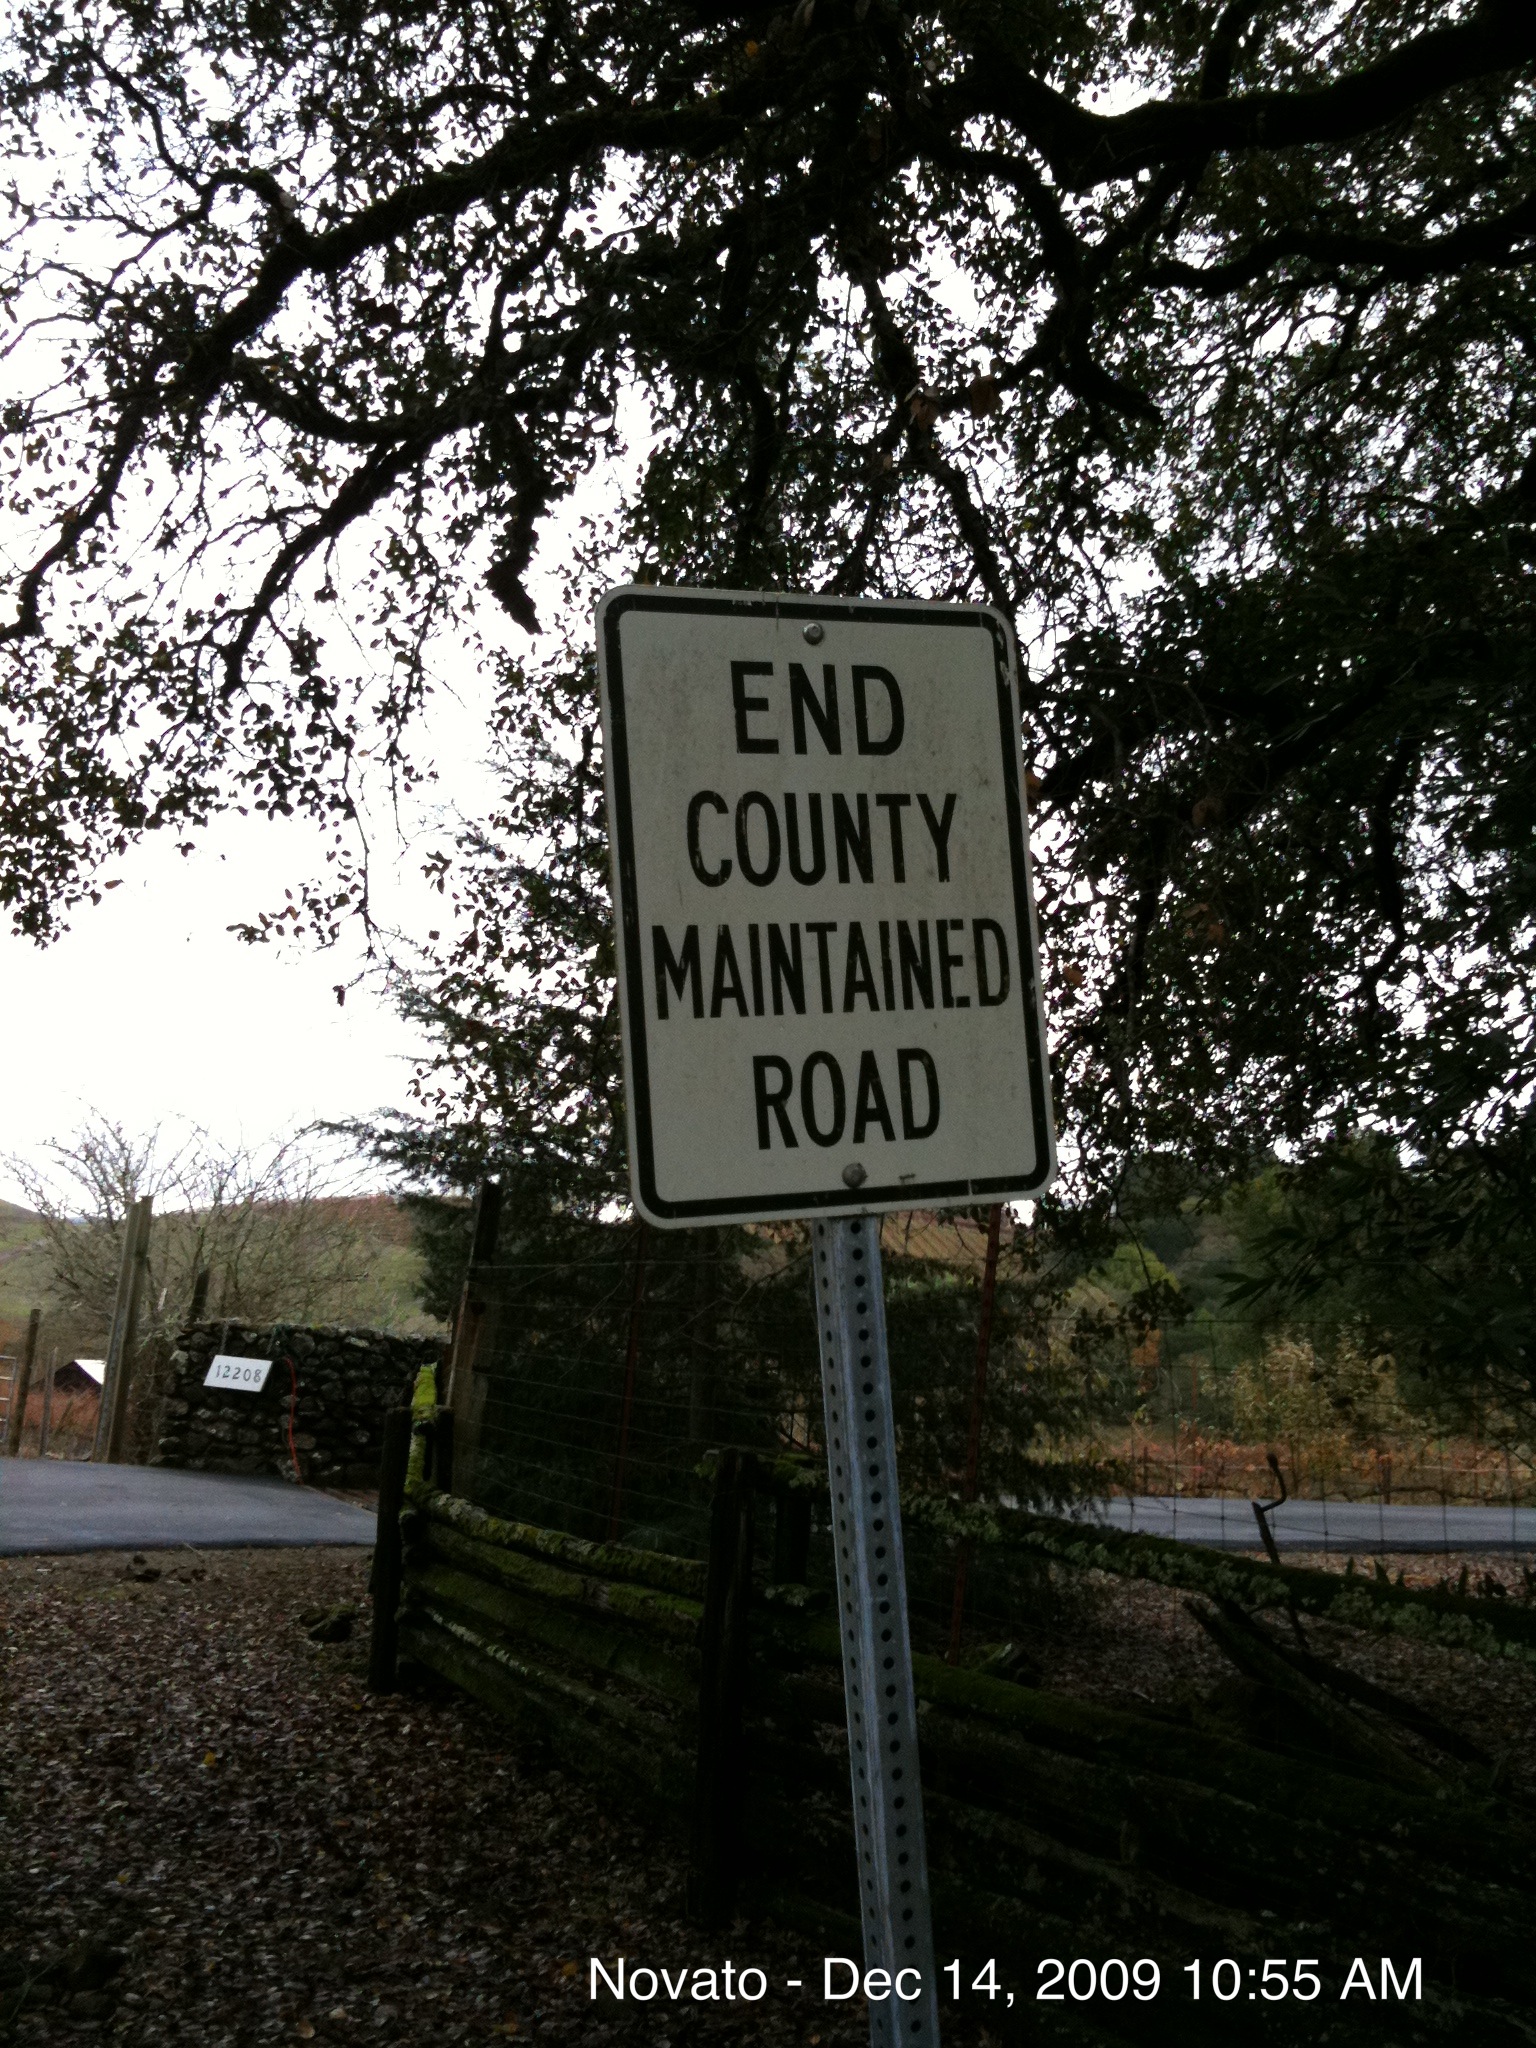 END
COUNTY
MAINTAINED
ROAD
12208
Novato - Dec 14, 2009 10:55 AM